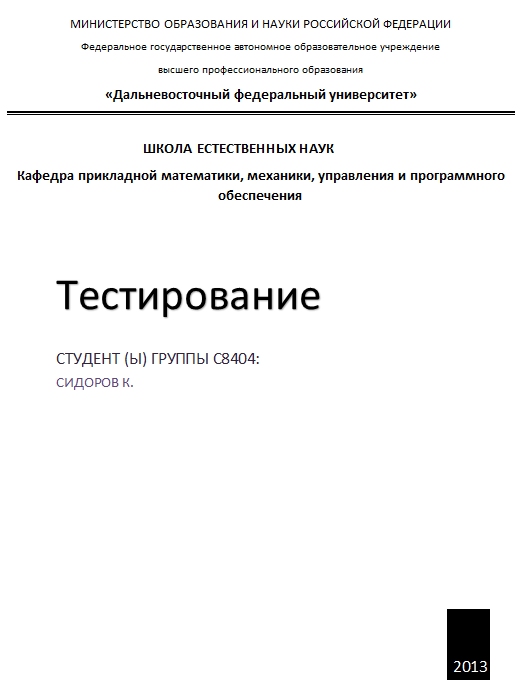 МИНИСТЕРСТВО ОБРАЗОВАНИЯ И НАУКИ РОССИЙСКОЙ ФЕДЕРАЦИИ
Федеральное государственное автономное образовательное учреждение
высшего профессионального образования
«Дальневосточный федеральный университет»
ШКОЛА ЕСТЕСТВЕННЫХ НАУК
Кафедра прикладной математики, механики, управления и программного
обеспечения
Тестирование
СТУДЕНТ (Ы) ГРУППЫ С8404:
СИДОРОВ К.
2013